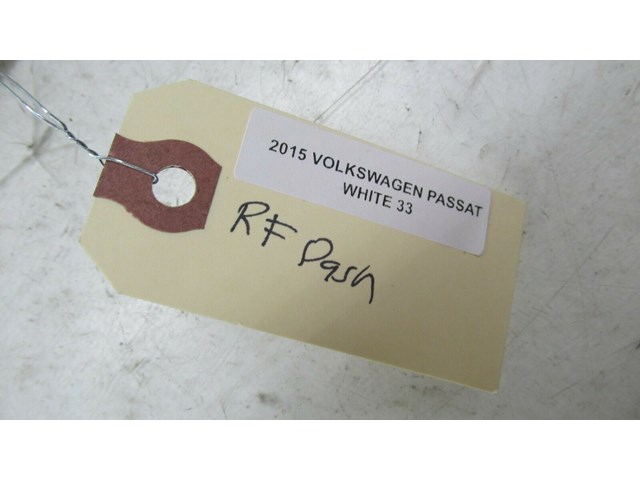 2015 VOLKSWAGEN PASSAT
WHITE 33
RF Dash